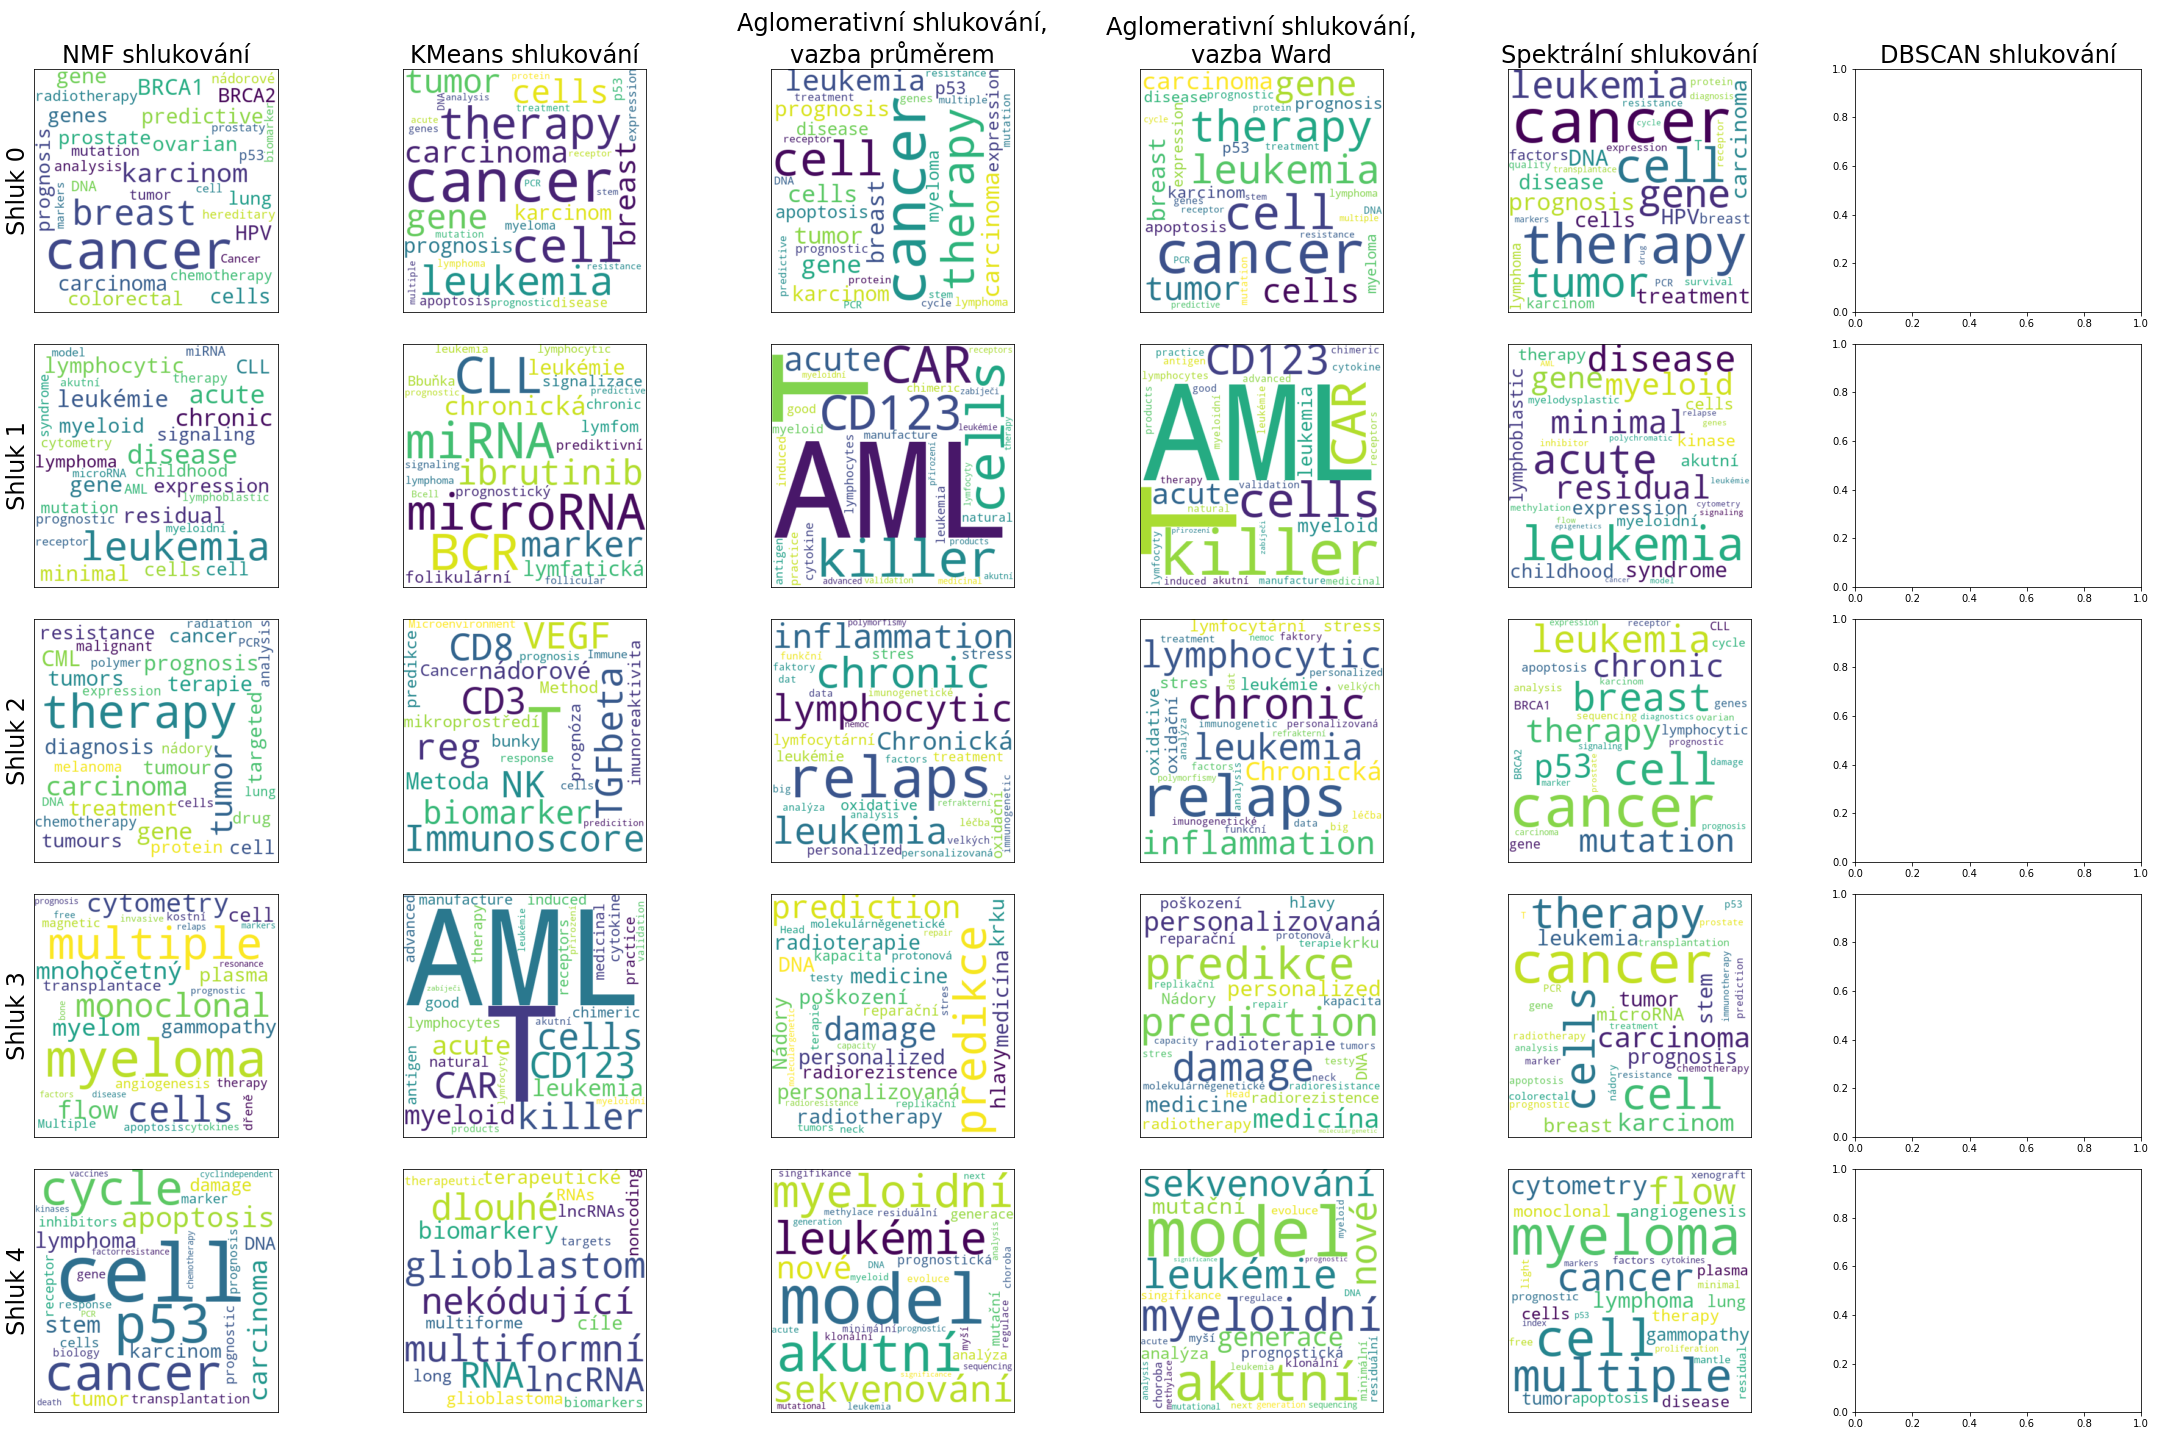 Aglomerativní shlukování, Aglomerativní shlukování,
NMF shlukování KMeans shlukování vazba průměrem vazba Ward Spektrální shlukování DBSCAN shlukování
Shluk 0
gene nádorové
BRCA1
radiotherapy BRCA2
genes predictive
prostate prostaty biomarker
mutation ovarian
analysis p53
prognosis karcinom
markers DNA cell
tumor lung
breast hereditary
HPV
cancer Cancer
carcinoma chemotherapy
colorectal cells
tumor protein
cells p53
DNA analysis treatment expression
acute therapy
genes
carcinoma receptor
cancer PCR stem breast
gene karcinom
mutation myeloma
prognosis cell
multiple lymphoma resistance
leukemia
apoptosis prognostic disease
leukemia resistance
treatment p53
prognosis genes multiple
disease expression mutation
receptor cancer therapy
cell
DNA cells myeloma
apoptosis breast carcinoma
tumor
predictive prognostic
gene protein
karcinom stem
PCR cycle lymphoma
carcinoma gene
disease prognostic prognosis
cycle protein
therapy
breast expression p53 treatment
leukemia
karcinom stem lymphoma
genes cell DNA
receptor multiple
apoptosis resistance
cancer
PCR myeloma
tumor mutation cells
predictive
leukemia protein
resistance diagnosis
cancer cycle carcinoma
factors expression T receptor
quality DNA cell
transplantace
disease gene
prognosis
markers cells HPV breast
therapy
lymphoma drug
tumor PCR survival
karcinom treatment
0.0 0.2 0.4 0.6 0.8 1.0
0.0 0.2 0.4 0.6 0.8 1.0
Shluk 1
model miRNA
lymphocytic CLL
akutní therapy
syndrome leukémie acute
chronic
myeloid signaling
cytometry disease
lymphoma childhood
microRNA
gene AML expression
lymphoblastic
mutation
prognostic residual
myeloidní
receptor leukemia
minimal cells cell
leukemia lymphocytic
CLL leukémie
Bbuňka signalizace
prognostic predictive
chronická chronic
miRNA lymfom
prediktivní
signaling ibrutinib
lymphoma
Bcell prognostický
microRNA
BCR marker
lymfatická
folikulární follicular
acute CAR receptors
myeloidní
T chimeric zabíječi
good CD123 cells
myeloid leukémie
manufacture therapy
induced AML
lymphocytes přirození
lymfocyty
leukemia natural
antigen practice cytokine killer products
advanced validation medicinal akutní
practice CD123 chimeric
antigen cytokine
lymphocytes advanced
good
products AML CAR
myeloidní leukémie leukemia receptors
therapy
acute validation cells
T natural
přirození zabíječi myeloid
lymfocyty killer
induced akutní manufacture medicinal
therapy disease
AML
gene myeloid
myelodysplastic cells
relapse
minimal genes
lymphoblastic polychromatic
inhibitor kinase
acute akutní
residual leukémie
cytometry
methylation expression signaling
flow myeloidní
epigenetics
leukemia
childhood syndrome
cancer model
0.0 0.2 0.4 0.6 0.8 1.0
0.0 0.2 0.4 0.6 0.8 1.0
Shluk 2
radiation
resistance cancer analysis
malignant PCR
CML polymer prognosis
tumors terapie
expression
therapy targeted
diagnosis nádory
melanoma tumour tumor
carcinoma lung
DNA treatment cells
chemotherapy drug
gene
tumours protein cell
Microenvironment VEGF
predikce CD8
prognosis Immune
Cancer nádorové imunoreaktivita
CD3 Method
mikroprostředí T prognóza TGFbeta
reg bunky
response
Metoda NK cells
biomarker predicition
Immunoscore
polymorfismy
inflammation
funkční stres stress
faktory chronic
dat
data imunogenetické
lymphocytic
nemoc
lymfocytární Chronická
leukémie factors treatment
big relaps
analýza oxidative refrakterní
analysis léčba
leukemia velkých oxidační immunogenetic
personalized personalizovaná
lymfocytární stress
treatment nemoc faktory
lymphocytic
personalized
stres dat leukémie velkých
oxidative oxidační analýza chronic
immunogenetic personalizovaná
leukemia refrakterní
factors Chronická
polymorfismy analysis
relaps léčba
imunogenetické data big
funkční
inflammation
expression receptor CLL
leukemia cycle
apoptosis chronic
karcinom
analysis breast genes
BRCA1
sequencing diagnostics ovarian
therapy lymphocytic
signaling prognostic
BRCA2 p53 cell damage
marker prostate
cancer
carcinoma prognosis
gene mutation
0.0 0.2 0.4 0.6 0.8 1.0
0.0 0.2 0.4 0.6 0.8 1.0
Shluk 3
prognosis cytometry
free kostní cell
magnetic invasive markers
relaps
multiple
resonance
mnohočetný plasma
transplantace prognostic
bone monoclonal
myelom gammopathy
myeloma
angiogenesis therapy
factors disease dřeně
flow cells
Multiple apoptosis cytokines
manufacture induced
advanced AML therapy leukémie receptors přirození medicinal cytokine practice validation
zabíječi
good T chimeric
lymphocytes akutní
acute cells
antigen natural lymfocyty CD123
CAR leukemia
myeloidní
myeloid killer
products
prediction krku
Head molekulárněgenetické
radioterapie repair
kapacita protonová
DNA testy medicine
poškození stres medicína predikce
Nádory terapie reparační
moleculargenetic damage
capacity
personalized
radiorezistence hlavy
personalizovaná
radioresistance replikační
radiotherapy
tumors neck
poškození hlavy
personalizovaná
reparační protonová
terapie krku
predikce
replikační personalized
Nádory repair kapacita
prediction
capacity radioterapie tumors
stres testy
damage neck DNA
molekulárněgenetické radioresistance
medicine Head radiorezistence
radiotherapy medicína
moleculargenetic
T therapy p53
prostate
leukemia transplantation
cancer
PCR immunotherapy prediction
gene cells tumor stem
microRNA
radiotherapy treatment
analysis carcinoma
marker prognosis
chemotherapy
apoptosis nádory resistance
colorectal cell
prognostic
breast karcinom
0.0 0.2 0.4 0.6 0.8 1.0
0.0 0.2 0.4 0.6 0.8 1.0
Shluk 4
vaccines cyclindependent
cycle damage
marker
kinases
inhibitors apoptosis
lymphoma DNA
factorresistance chemotherapy prognosis
cell
receptor gene
response
PCR p53 carcinoma
stem
cells karcinom prognostic
biology
cancer
death tumor transplantation
therapeutic terapeutické
dlouhé RNAs noncoding
lncRNAs
biomarkery targets
glioblastom
nekódující
multiforme cíle
multiformní
long RNA lncRNA
glioblastoma biomarkers
singifikance next
myeloidní
methylace residuální generace
generation
leukémie analysis
prognostická choroba
nové DNA
myeloid evoluce
model mutační regulace
acute minimální prognostic myší
klonální
akutní analýza
sequencing
significance
sekvenování
mutational leukemia
sekvenování
mutační evoluce myeloid
model nové
significance prognostic
leukémie
singifikance regulace DNA
myeloidní
acute myší generace
analýza prognostická minimální residuální
leukemia klonální
analysis choroba methylace akutní
mutational next generation sequencing
xenograft
cytometry flow
monoclonal angiogenesis
myeloma
light markers factors cytokines
cancer plasma
minimal
prognostic lymphoma lung
cells p53 therapy
index
free cell gammopathy
proliferation
mantle residual
multiple
tumor apoptosis disease
0.0 0.2 0.4 0.6 0.8 1.0
0.0 0.2 0.4 0.6 0.8 1.0